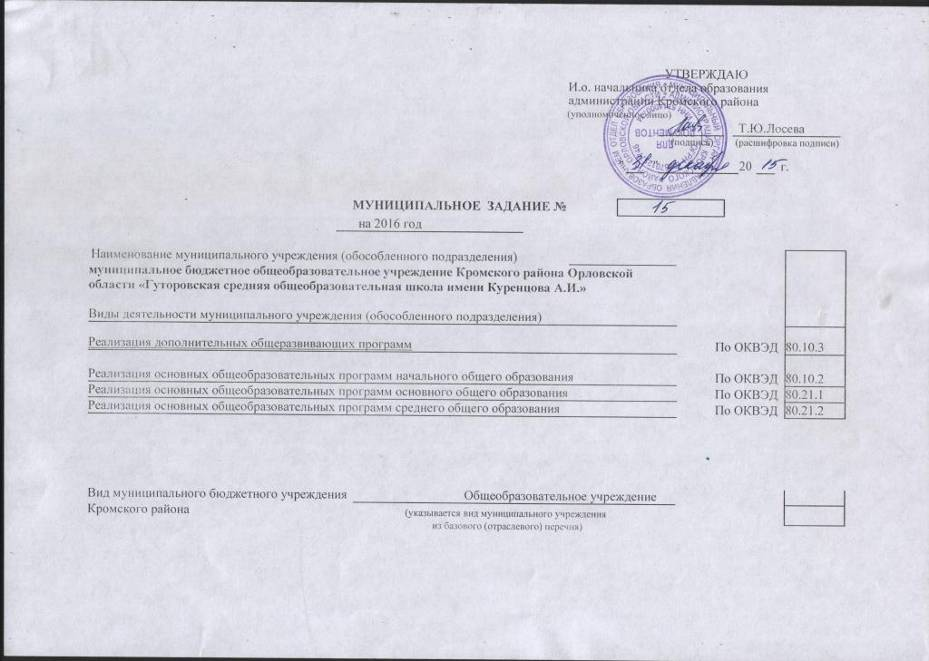 УТВЕРЖДАЮ
И.о. начальника отдела образования
администрации Кромского района
(уполномоченное лицо)
Т.Ю.Лосева
(подпись) (расшифровка подписи)
31 декабря 20 15 г.
ДЛЯ ДОКУМЕНТОВ
МУНИЦИПАЛЬНОЕ ЗАДАНИЕ № 15
на 2016 год
Наименование муниципального учреждения (обособленного подразделения)
муниципальное бюджетное общеобразовательное учреждение Кромского района Орловской
области «Гуторовская средняя общеобразовательная школа имени Куренцова А.И.»
Виды деятельности муниципального учреждения (обособленного подразделения)
Реализация дополнительных общеразвивающих программ По ОКВЭД 80.10.3
Реализация основных общеобразовательных программ начального общего образования По ОКВЭД 80.10.2
Реализация основных общеобразовательных программ основного общего образования По ОКВЭД 80.21.1
Реализация основных общеобразовательных программ среднего общего образования По ОКВЭД 80.21.2
Вид муниципального бюджетного учреждения Общеобразовательное учреждение
Кромского района (указывается вид муниципального учреждения
из базового (отраслевого) перечня)